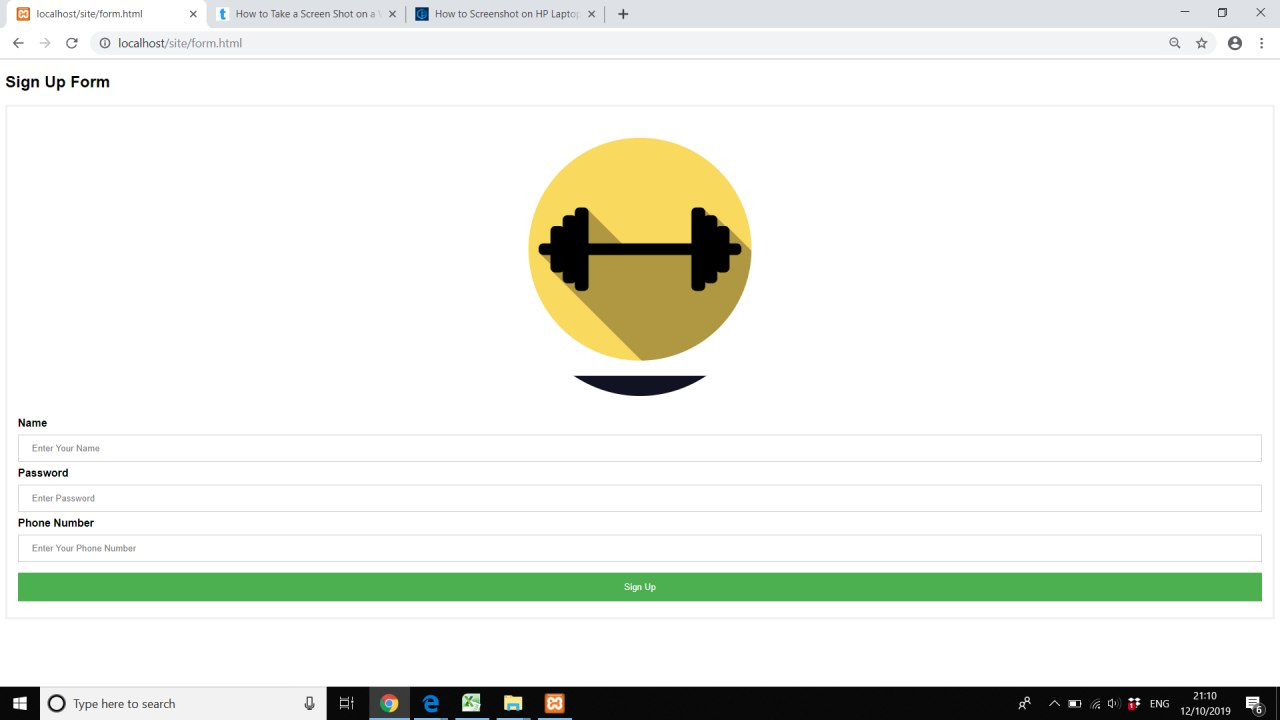 localhost/site/form.html
How to Take a Screen Shot on a
How to Screenshot on HP Laptop
localhost/site/form.html
Sign Up Form
Name
Enter Your Name
Password
Enter Password
Phone Number
Enter Your Phone Number
Sign Up
Type here to search
ENG
21:10
12/10/2019
6